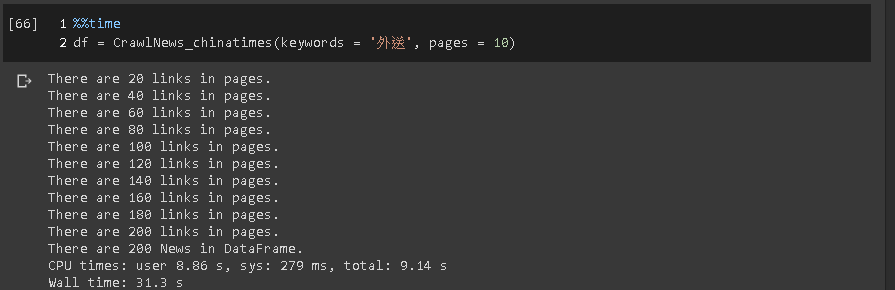 [66] 1 %%time
2 df = CrawlNews_chinatimes(keywords = '外送', pages = 10)
There are 20 links in pages.
There are 40 links in pages.
There are 60 links in pages.
There are 80 links in pages.
There are 100 links in pages.
There are 120 links in pages.
There are 140 links in pages.
There are 160 links in pages.
There are 180 links in pages.
There are 200 links in pages.
There are 200 News in DataFrame.
CPU times: user 8.86 s, sys: 279 ms, total: 9.14 s
Wall time: 31.3 s